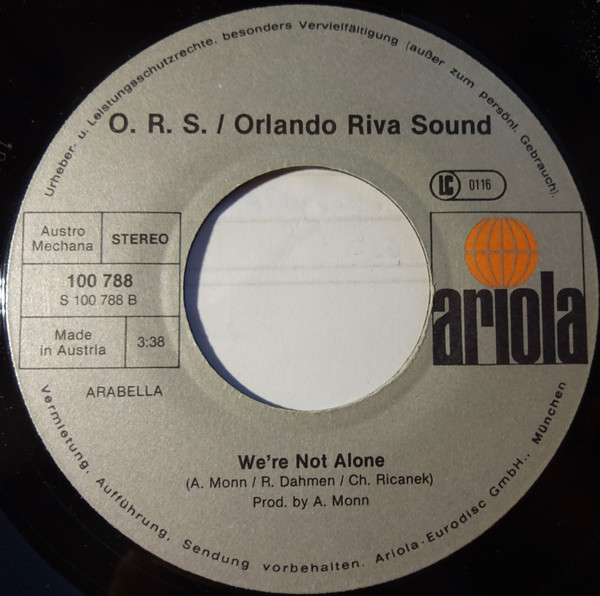 Urheber- u. Leistungsschutzrechte, besonders Vervielfältigung (außer zum persönl. Gebrauch),
O. R. S. / Orlando Riva Sound
LC 0116
Austro
Mechana
STEREO
100 788
S 100 788 B
Made
in Austria
3:38
ARABELLA
ariola
We're Not Alone
(A. Monn / R. Dahmen / Ch. Ricanek)
Prod. by A. Monn
Vermietung, Aufführung, Sendung vorbehalten. Ariola-Eurodisc GmbH., München